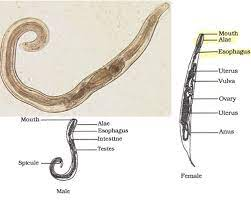 Mouth
Alae
Esophagus
Uterus
Vulva
Ovary
Uterus
Anus
Female
Mouth
Alae
Esophagus
Intestine
Testes
Spicule
Male